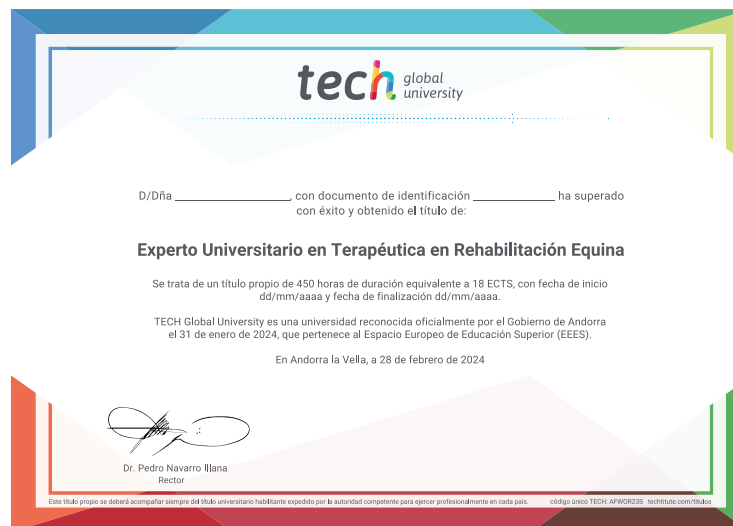 tech global university
D/Dña ______________, con documento de identificación ______________ ha superado
con éxito y obtenido el título de:
Experto Universitario en Terapéutica en Rehabilitación Equina
Se trata de un título propio de 450 horas de duración equivalente a 18 ECTS, con fecha de inicio
dd/mm/aaaa y fecha de finalización dd/mm/aaaa.
TECH Global University es una universidad reconocida oficialmente por el Gobierno de Andorra
el 31 de enero de 2024, que pertenece al Espacio Europeo de Educación Superior (EEES).
En Andorra la Vella, a 28 de febrero de 2024
Dr. Pedro Navarro Illana
Rector
Este título propio se deberá acompañar siempre del título universitario habilitante expedido por la autoridad competente para ejercer profesionalmente en cada país. código único TECH: AFWOR23S techtitute.com/titulos